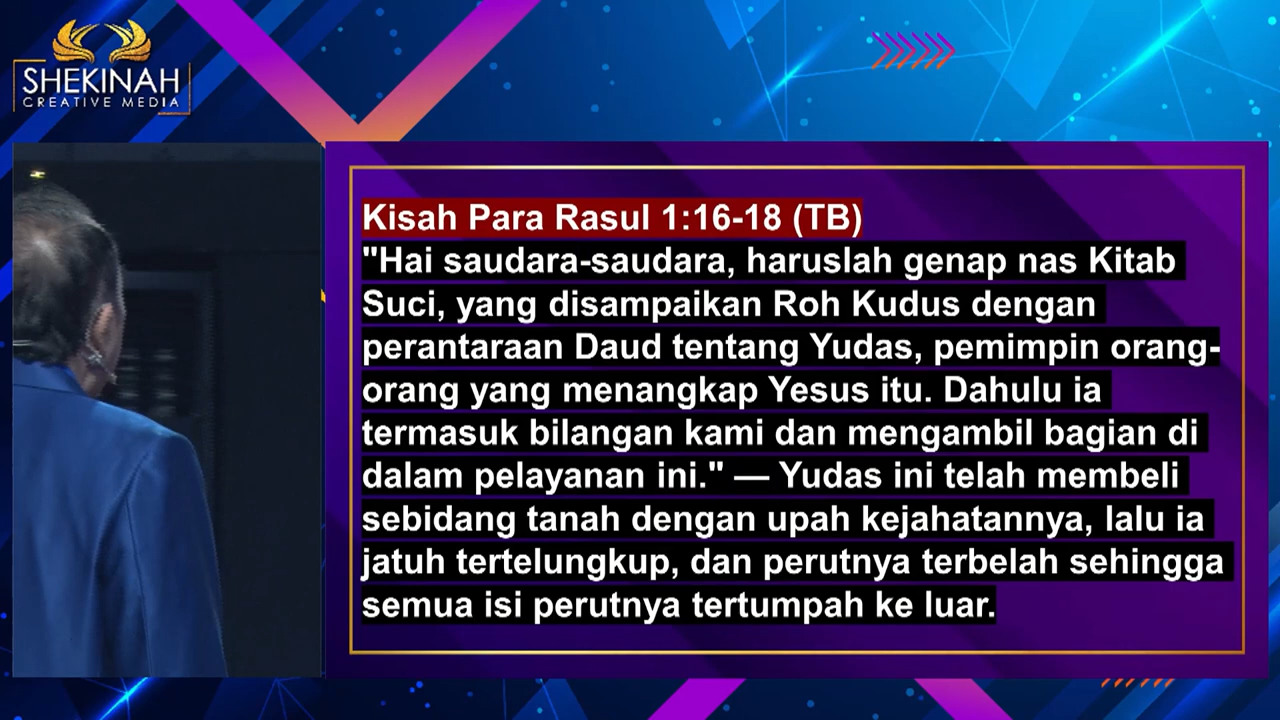 SHEKINAH
CREATIVE MEDIA
Kisah Para Rasul 1:16-18 (TB)
"Hai saudara-saudara, haruslah genap nas Kitab
Suci, yang disampaikan Roh Kudus dengan
perantaraan Daud tentang Yudas, pemimpin orang-
orang yang menangkap Yesus itu. Dahulu ia
termasuk bilangan kami dan mengambil bagian di
dalam pelayanan ini." — Yudas ini telah membeli
sebidang tanah dengan upah kejahatannya, lalu ia
jatuh tertelungkup, dan perutnya terbelah sehingga
semua isi perutnya tertumpah ke luar.